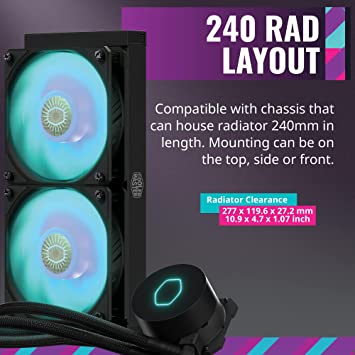 240 RAD
LAYOUT
Compatible with chassis that
can house radiator 240mm in
length. Mounting can be on
the top, side or front.
Radiator Clearance
277 x 119.6 x 27.2 mm
10.9 x 4.7 x 1.07 inch